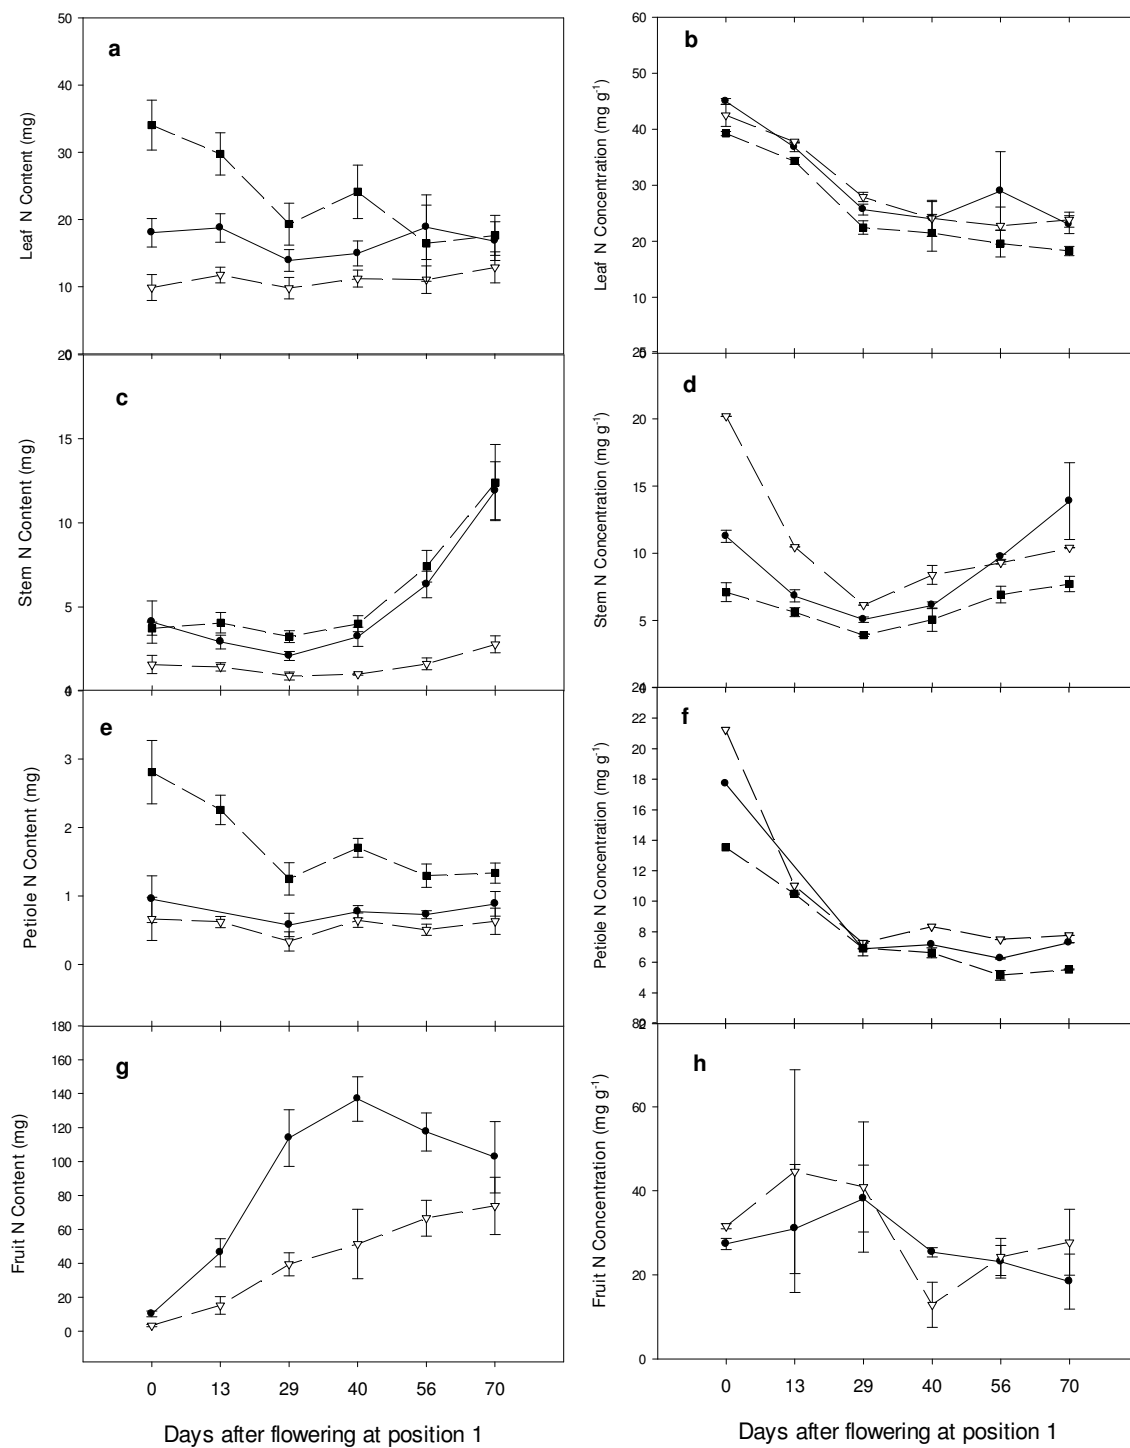 a
Leaf N Content (mg)
50
40
30
20
10
b
Leaf N Concentration (mg g⁻¹)
60
50
40
30
20
10
c
Stem N Content (mg)
20
15
10
5
d
Stem N Concentration (mg g⁻¹)
25
20
15
10
5
e
Petiole N Content (mg)
4
3
2
1
0
f
Petiole N Concentration (mg g⁻¹)
24
22
20
18
16
14
12
10
8
6
4
2
g
Fruit N Content (mg)
180
160
140
120
100
80
60
40
20
0
h
Fruit N Concentration (mg g⁻¹)
80
60
40
20
0
0 13 29 40 56 70
0 13 29 40 56 70
Days after flowering at position 1
Days after flowering at position 1